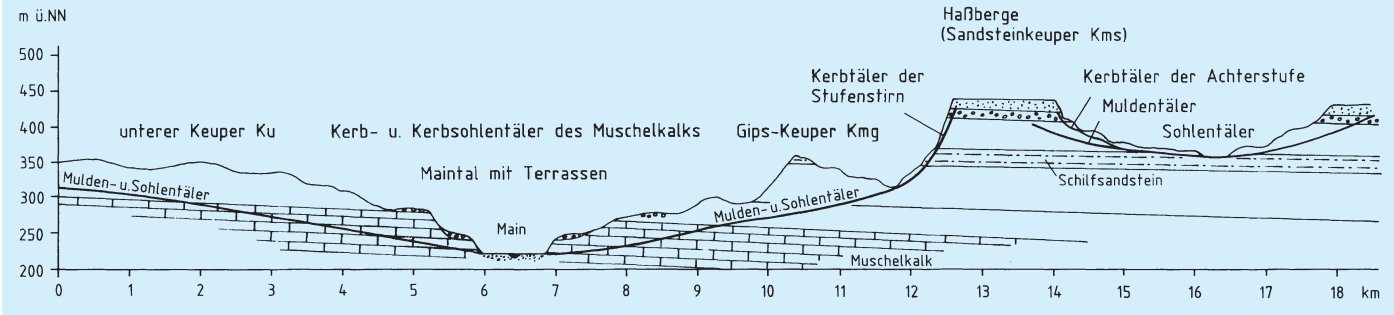 m ü.NN
Haßberge
(Sandsteinkeuper Kms)
500
450
400
350
300
250
200
Kerbtäler der
Stufenstirn
Kerbtäler der Achterstufe
Muldentäler
Sohlentäler
unterer Keuper Ku
Kerb- u. Kerbsohlentäler des Muschelkalks
Gips-Keuper Kmg
Maintal mit Terrassen
Schilfsandstein
Mulden-u.Sohlentäler
Mulden-u.Sohlentäler
Main
Muschelkalk
0 1 2 3 4 5 6 7 8 9 10 11 12 13 14 15 16 17 18 km